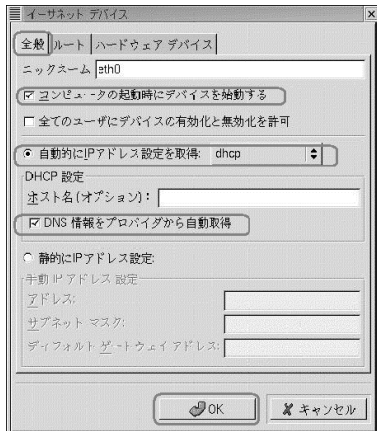 イーサネット デバイス
全般 ルート ハードウェア デバイス
ニックネーム eth0
コンピュータの起動時にデバイスを始動する
全てのユーザにデバイスの有効化と無効化を許可
自動的にIPアドレス設定を取得: dhcp
DHCP 設定
ホスト名(オプション):
DNS 情報をプロバイダから自動取得
静的にIPアドレス設定:
手動 IP アドレス 設定
アドレス:
サブネット マスク:
ディフォルト ゲートウェイ アドレス:
OK キャンセル